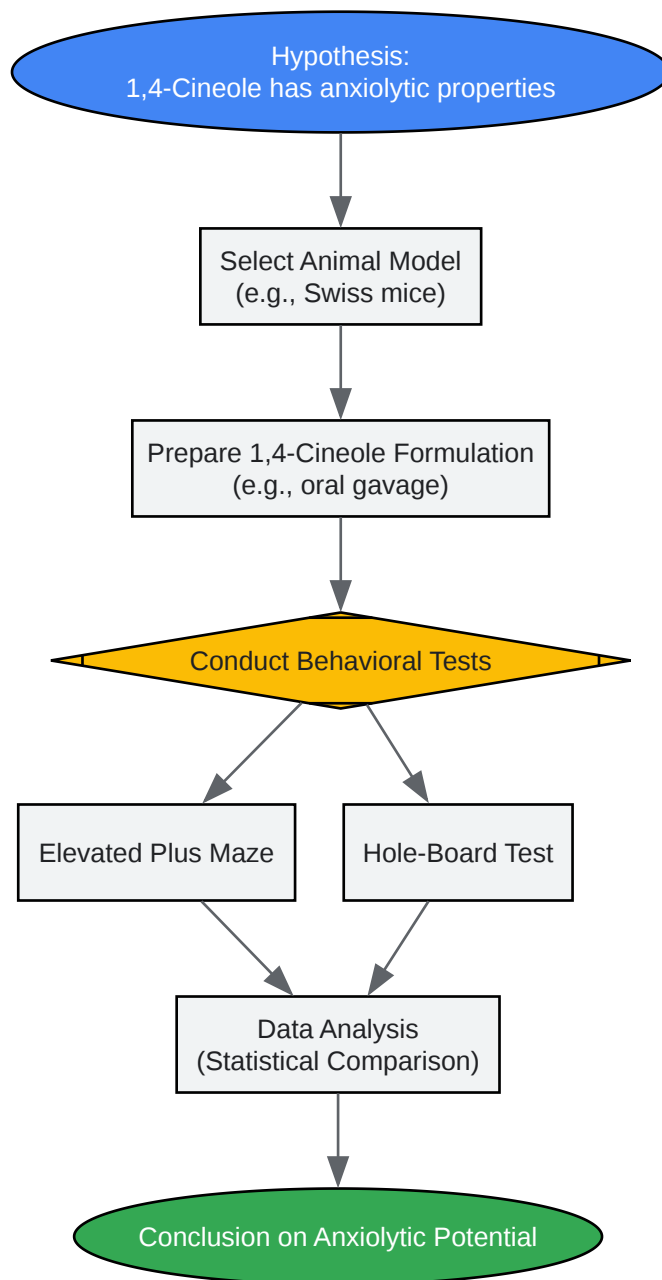 Hypothesis:
1,4-Cineole has anxiolytic properties
Select Animal Model
(e.g., Swiss mice)
Prepare 1,4-Cineole Formulation
(e.g., oral gavage)
Conduct Behavioral Tests
Elevated Plus Maze
Hole-Board Test
Data Analysis
(Statistical Comparison)
Conclusion on Anxiolytic Potential